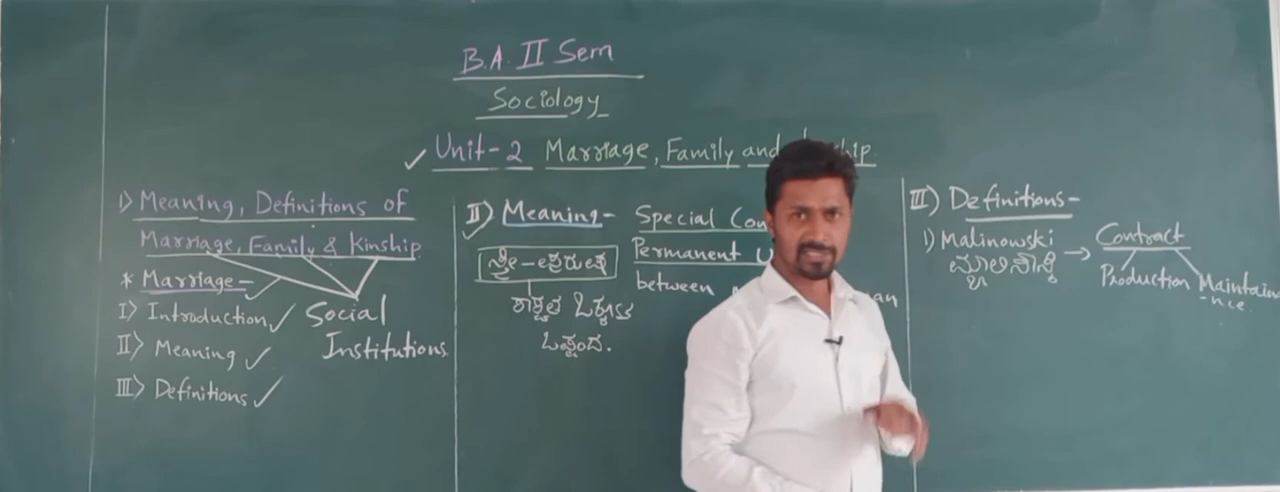 B.A. II Sem
Sociology
Unit-2 Marriage, Family and
I) Meaning, Definitions of
Marriage, Family & Kinship
* Marriage-
I) Introduction
II) Meaning
III) Definitions
Social
Institutions
II) Meaning- Special
Permanent
ಸ್ತ್ರೀ-ಪುರುಷ
between
ಶಾಶ್ವತ ಒಕ್ಕೂಟ
ಒಪ್ಪಂದ.
III) Definitions-
1) Malinowski → Contract
ಮ್ಯಾಲಿನೋಸ್ಕಿ
Production Maintain
-nce.